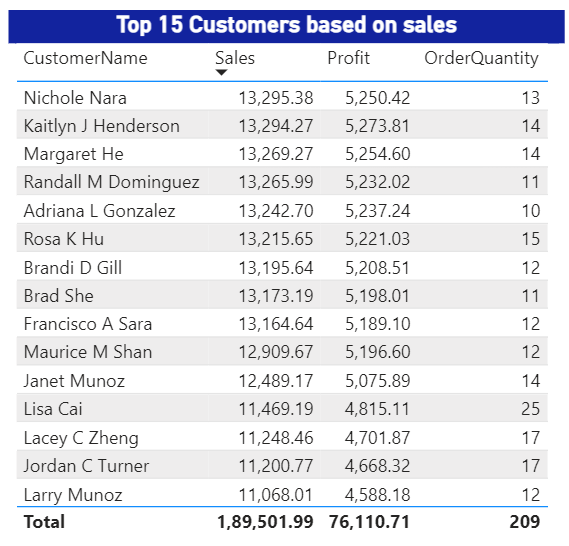 Top 15 Customers based on sales
CustomerName Sales Profit OrderQuantity
Nichole Nara 13,295.38 5,250.42 13
Kaitlyn J Henderson 13,294.27 5,273.81 14
Margaret He 13,269.27 5,254.60 14
Randall M Dominguez 13,265.99 5,232.02 11
Adriana L Gonzalez 13,242.70 5,237.24 10
Rosa K Hu 13,215.65 5,221.03 15
Brandi D Gill 13,195.64 5,208.51 12
Brad She 13,173.19 5,198.01 11
Francisco A Sara 13,164.64 5,189.10 12
Maurice M Shan 12,909.67 5,196.60 12
Janet Munoz 12,489.17 5,075.89 14
Lisa Cai 11,469.19 4,815.11 25
Lacey C Zheng 11,248.46 4,701.87 17
Jordan C Turner 11,200.77 4,668.32 17
Larry Munoz 11,068.01 4,588.18 12
Total 1,89,501.99 76,110.71 209